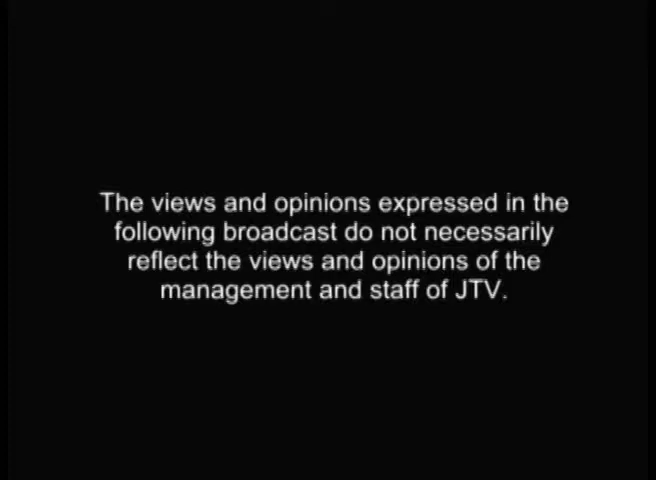 The views and opinions expressed in the
following broadcast do not necessarily
reflect the views and opinions of the
management and staff of JTV.